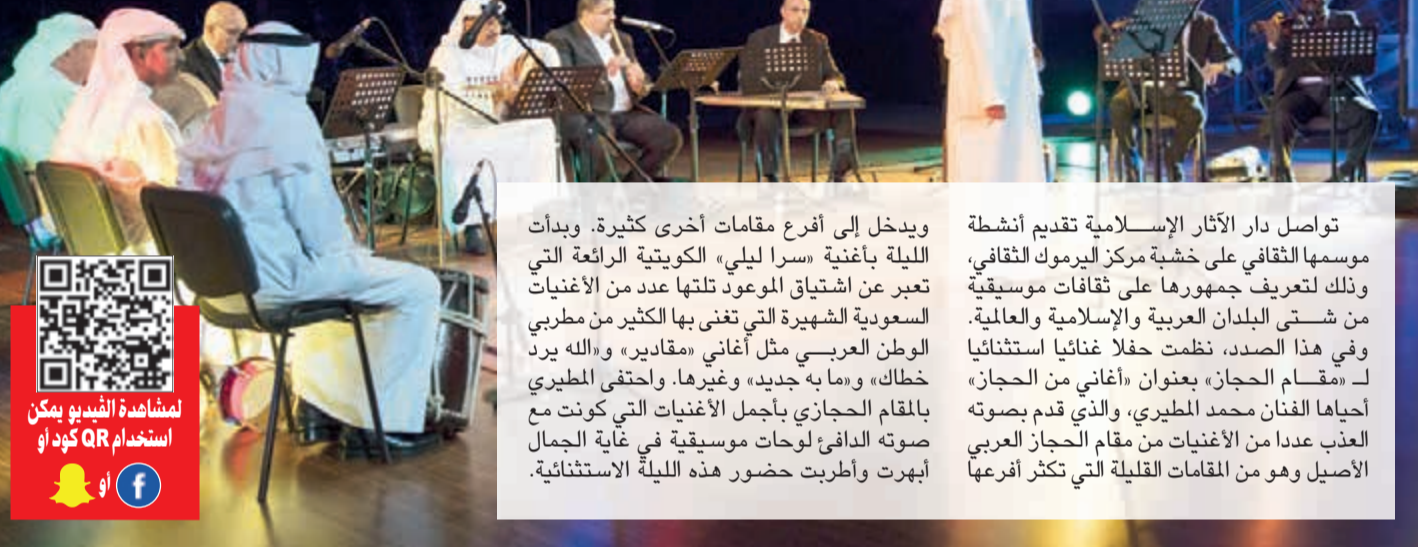 تواصل دار الآثار الإسلامية تقديم أنشطة
موسمها الثقافي على خشبة مركز اليرموك الثقافي،
وذلك لتعريف جمهورها على ثقافات موسيقية
من شتى البلدان العربية والإسلامية والعالمية.
وفي هذا الصدد، نظمت حفلا غنائيا استثنائيا
لـ «مقام الحجاز» بعنوان «أغاني من الحجاز»
أحياها الفنان محمد المطيري، والذي قدم بصوته
العذب عددا من الأغنيات من مقام الحجاز العربي
الأصيل وهو من المقامات القليلة التي تكثر أفرعها
ويدخل إلى أفرع مقامات أخرى كثيرة. وبدأت
الليلة بأغنية «سرا ليلي» الكويتية الرائعة التي
تعبر عن اشتياق الموعود تلتها عدد من الأغنيات
السعودية الشهيرة التي تغنى بها الكثير من مطربي
الوطن العربي مثل أغاني «مقادير» و«الله يرد
خطاك» و«ما به جديد» وغيرها. واحتفى المطيري
بالمقام الحجازي بأجمل الأغنيات التي كونت مع
صوته الدافئ لوحات موسيقية في غاية الجمال
أبهرت وأطربت حضور هذه الليلة الاستثنائية.
لمشاهدة الفيديو يمكن
استخدام QR كود أو
f أو